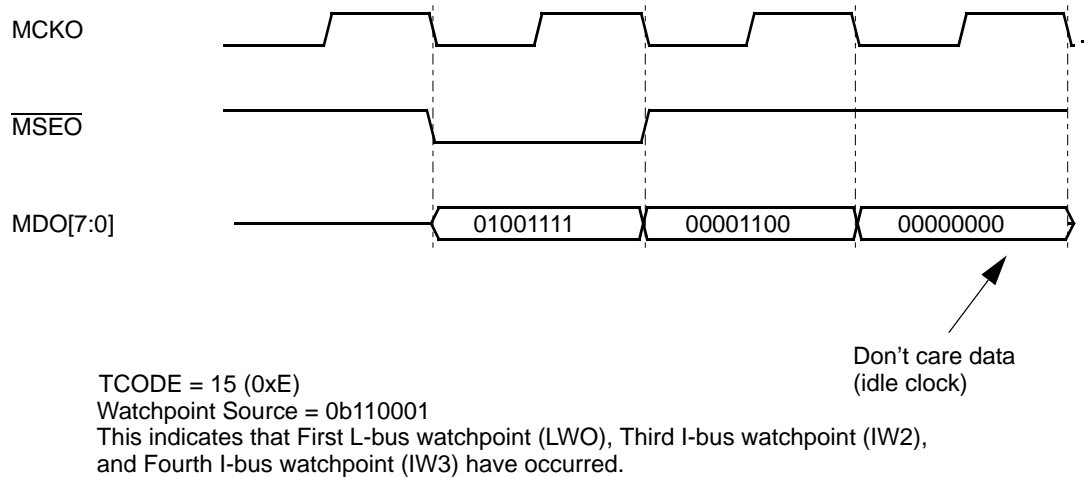 MCKO
MSEO
MDO[7:0]
01001111
00001100
00000000
Don’t care data
(idle clock)
TCODE = 15 (0xE)
Watchpoint Source = 0b110001
This indicates that First L-bus watchpoint (LWO), Third I-bus watchpoint (IW2),
and Fourth I-bus watchpoint (IW3) have occurred.